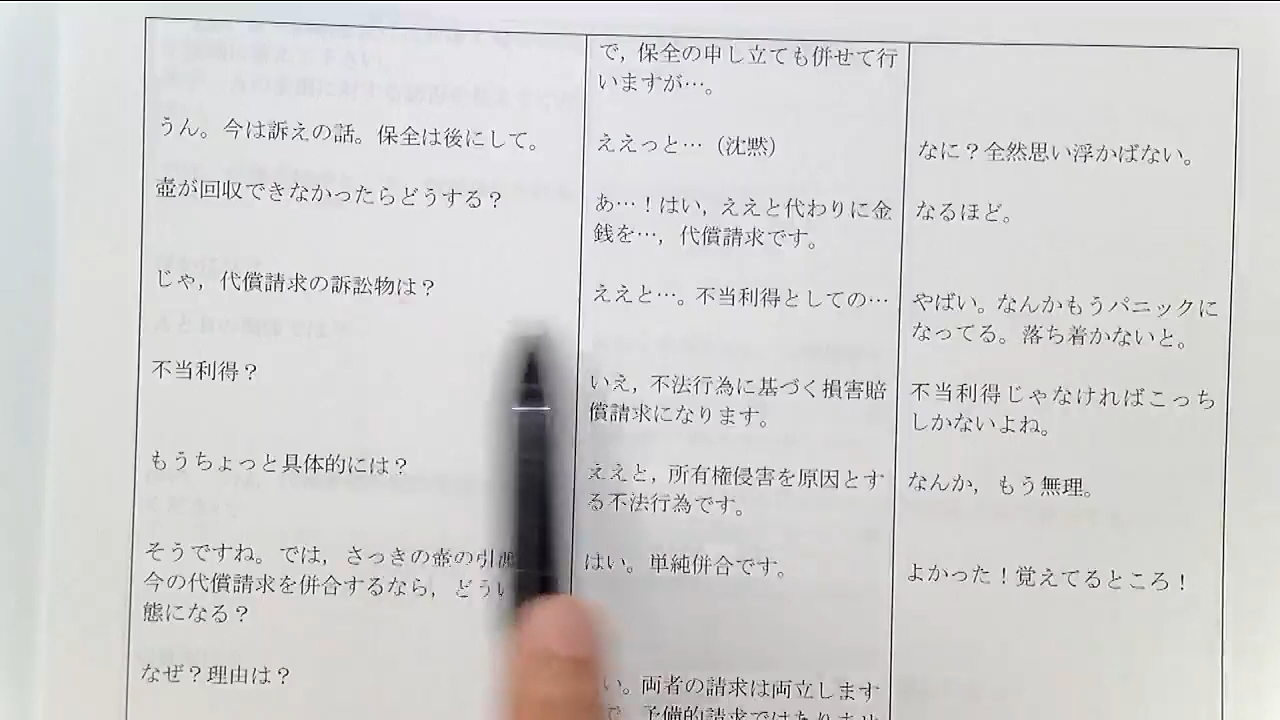 で，保全の申し立ても併せて行
いますが…。
うん。今は訴えの話。保全は後にして。
ええっと…（沈黙）
なに？全然思い浮かばない。
壺が回収できなかったらどうする？
あ…！はい，ええと代わりに金
銭を…，代償請求です。
なるほど。
じゃ，代償請求の訴訟物は？
ええと…。不当利得としての…
やばい。なんかもうパニックに
なってる。落ち着かないと。
不当利得？
いえ，不法行為に基づく損害賠
償請求になります。
不当利得じゃなければこっち
しかないよね。
もうちょっと具体的には？
ええと，所有権侵害を原因とす
る不法行為です。
なんか，もう無理。
そうですね。では，さっきの壺の引
今の代償請求を併合するなら，どうい
態になる？
はい。単純併合です。
よかった！覚えてるところ！
なぜ？理由は？
い。両者の請求は両立します
で，予備的請求ではありませ